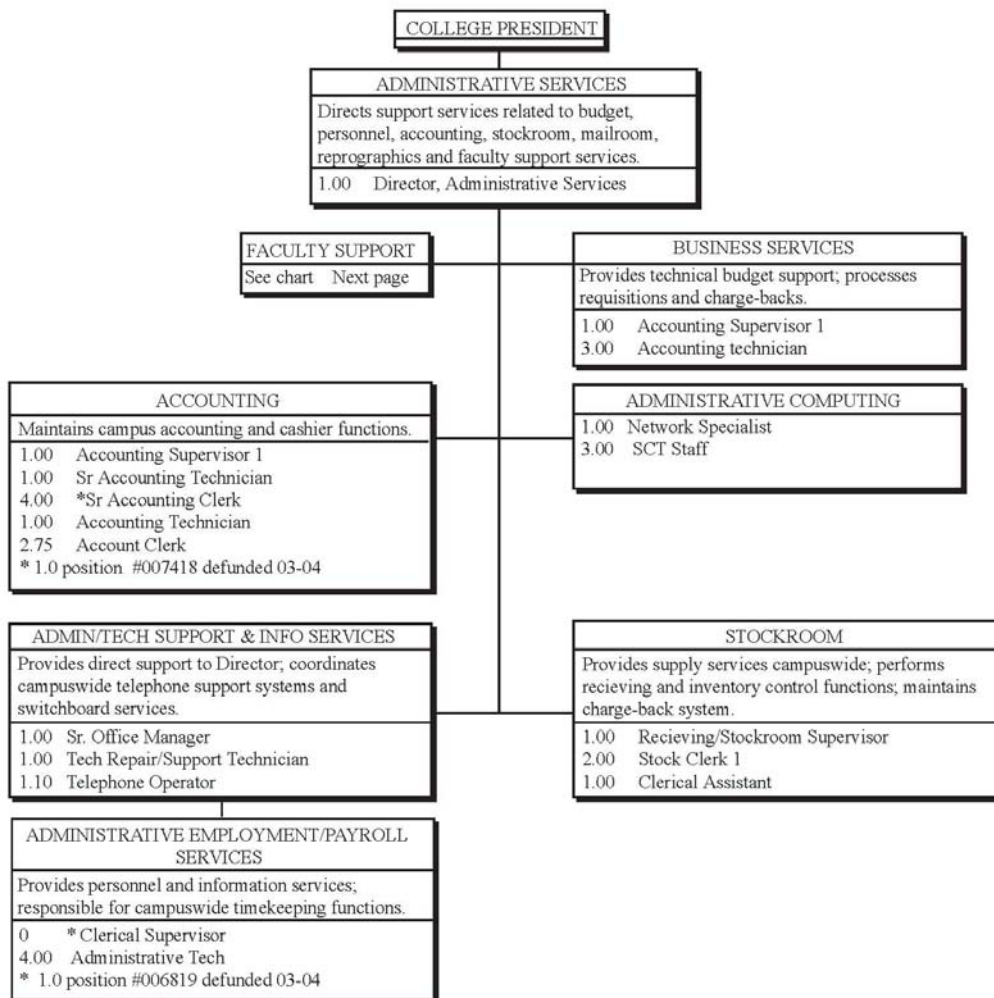 COLLEGE PRESIDENT
ADMINISTRATIVE SERVICES
Directs support services related to budget,
personnel, accounting, stockroom, mailroom,
reprographics and faculty support services.
1.00 Director, Administrative Services
FACULTY SUPPORT
See chart Next page
BUSINESS SERVICES
Provides technical budget support; processes
requisitions and charge-backs.
1.00 Accounting Supervisor 1
3.00 Accounting technician
ACCOUNTING
Maintains campus accounting and cashier functions.
1.00 Accounting Supervisor 1
1.00 Sr Accounting Technician
4.00 *Sr Accounting Clerk
1.00 Accounting Technician
2.75 Account Clerk
* 1.0 position #007418 defunded 03-04
ADMINISTRATIVE COMPUTING
1.00 Network Specialist
3.00 SCT Staff
ADMIN/TECH SUPPORT & INFO SERVICES
Provides direct support to Director; coordinates
campuswide telephone support systems and
switchboard services.
1.00 Sr. Office Manager
1.00 Tech Repair/Support Technician
1.10 Telephone Operator
STOCKROOM
Provides supply services campuswide; performs
recieving and inventory control functions; maintains
charge-back system.
1.00 Recieving/Stockroom Supervisor
2.00 Stock Clerk 1
1.00 Clerical Assistant
ADMINISTRATIVE EMPLOYMENT/PAYROLL
SERVICES
Provides personnel and information services;
responsible for campuswide timekeeping functions.
0 * Clerical Supervisor
4.00 Administrative Tech
* 1.0 position #006819 defunded 03-04